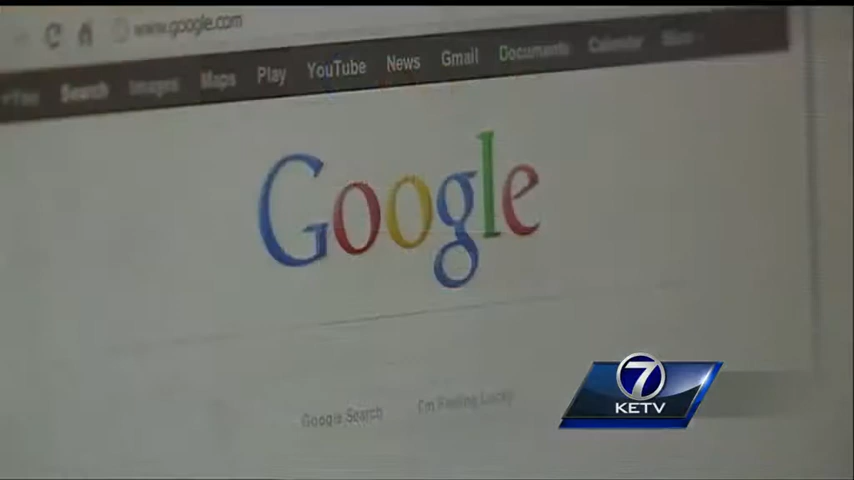 www.google.com
+You Search Images Maps Play YouTube News Gmail Documents Calendar
Google
Google Search I'm Feeling Lucky
7
KETV